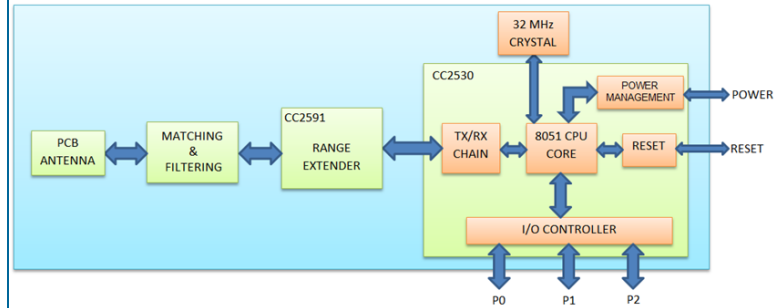 32 MHz
CRYSTAL
CC2530
POWER
MANAGEMENT
POWER
CC2591
PCB
ANTENNA
MATCHING
&
FILTERING
RANGE
EXTENDER
TX/RX
CHAIN
8051 CPU
CORE
RESET
RESET
I/O CONTROLLER
P0
P1
P2